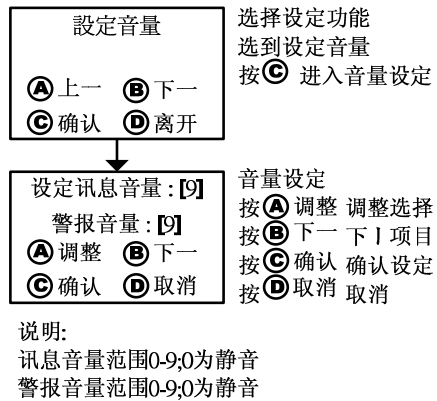 設定音量
Ⓐ上一 Ⓑ下一
Ⓒ确认 Ⓓ离开
选择设定功能
选到设定音量
按Ⓒ 进入音量设定
设定讯息音量:[9]
警报音量:[9]
Ⓐ调整 Ⓑ下一
Ⓒ确认 Ⓓ取消
音量设定
按Ⓐ调整 调整选择
按Ⓑ下一 下丨项目
按Ⓒ确认 确认设定
按Ⓓ取消 取消
说明:
讯息音量范围0-9;0为静音
警报音量范围0-9;0为静音